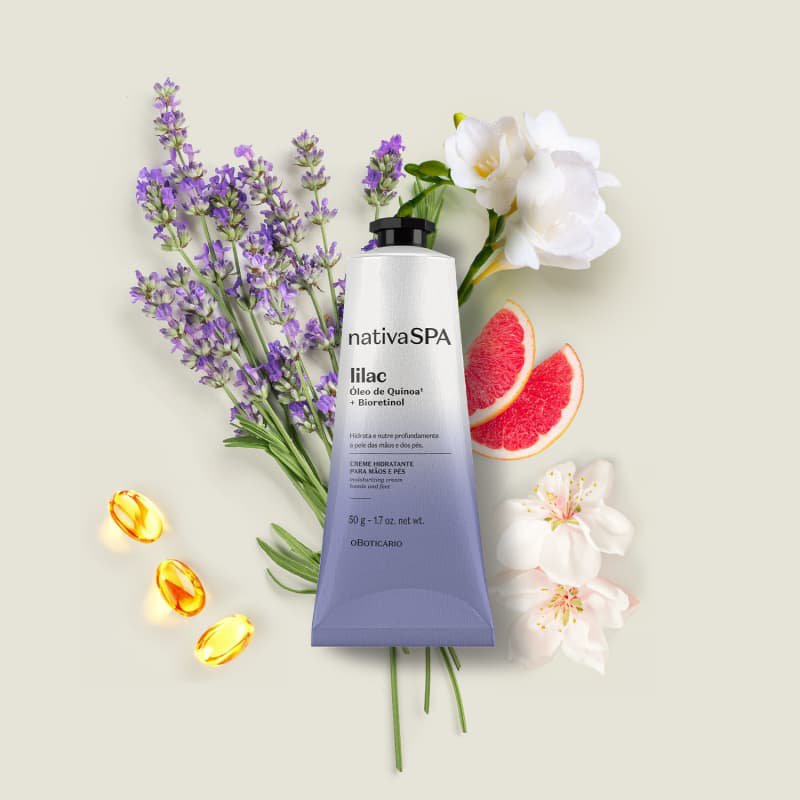 nativaSPA
lilac
Óleo de Quinoa¹
+ Bioretinol
Hidrata e nutre profundamente
a pele das mãos e dos pés.
CREME HIDRATANTE
PARA MÃOS E PÉS
moisturizing cream
hands and feet
50 g - 1.7 oz. net wt.
oBOTICÁRIO